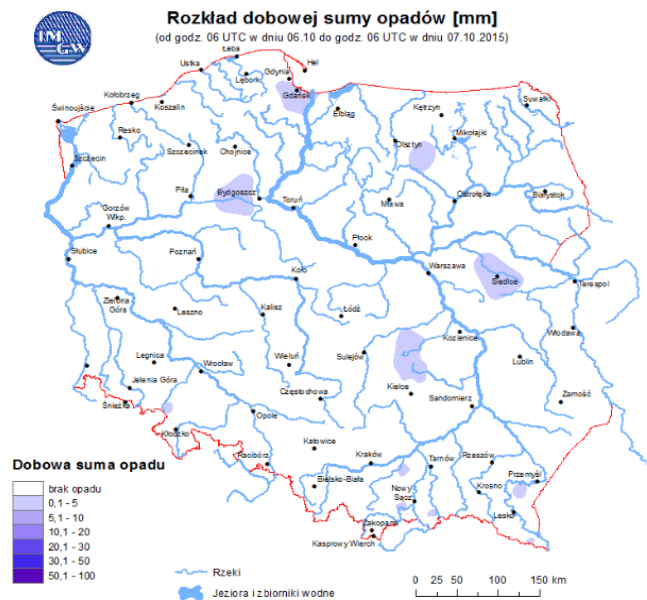 IM
GW
Rozkład dobowej sumy opadów [mm]
(od godz. 06 UTC w dniu 06.10 do godz. 06 UTC w dniu 07.10.2015)
Łeba
Hel
Ustka
Gdynia
Lębork
Suwałki
Kołobrzeg
Gdańsk
Kętrzyn
Świnoujście
Koszalin
Elbląg
Resko
Mikołajki
Olsztyn
Szczecinek
Chojnice
Szczecin
Piła
Bydgoszcz
Ostrołęka
Białystok
Gorzów
Wlkp.
Toruń
Mława
Płock
Słubice
Poznań
Warszawa
Koło
Siedlce
Terespol
Zielona
Góra
Leszno
Kalisz
Łódź
Kozienice
Włodawa
Legnica
Wrocław
Wieluń
Sulejów
Lublin
Jelenia Góra
Kielce
Częstochowa
Sandomierz
Zamość
Śnieżka
Opole
Kłodzko
Katowice
Racibórz
Kraków
Tarnów
Rzeszów
Dobowa suma opadu
Przemyśl
Bielsko-Biała
Krosno
Nowy
Sącz
brak opadu
0,1 - 5
5,1 - 10
10,1 - 20
20,1 - 30
30,1 - 50
50,1 - 100
Lesko
Zakopane
Kasprowy Wierch
Rzeki
Jeziora i zbiorniki wodne
0 25 50 100 150 km